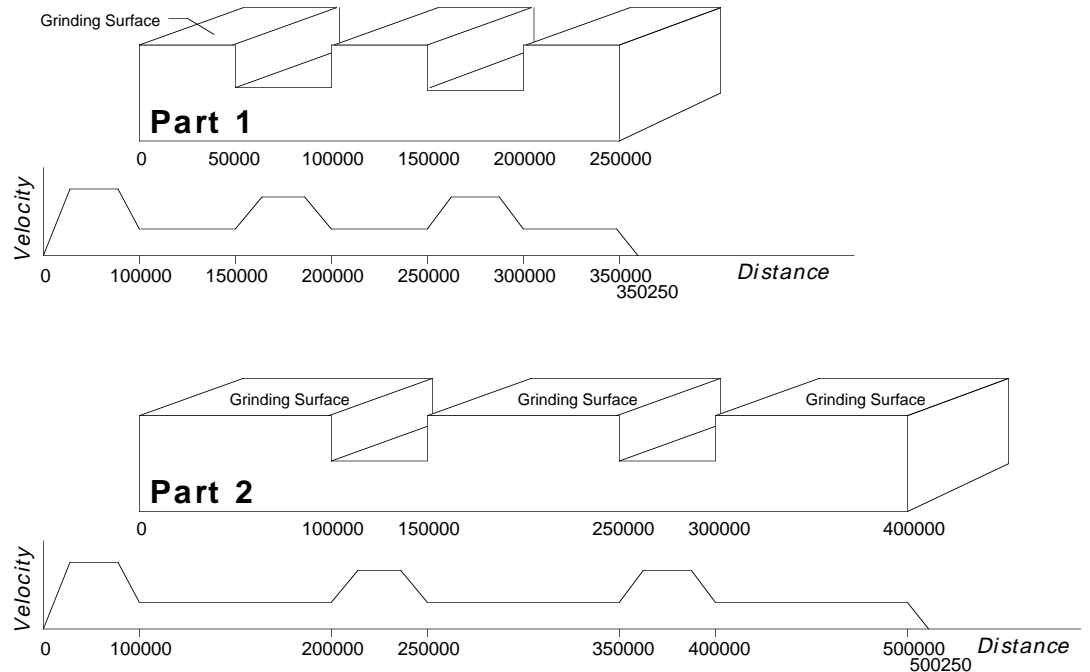 Grinding Surface
Part 1
0 50000 100000 150000 200000 250000
Velocity
0 100000 150000 200000 250000 300000 350000 Distance
350250
Grinding Surface Grinding Surface Grinding Surface
Part 2
0 100000 150000 250000 300000 400000
Velocity
0 100000 200000 250000 350000 400000 500000 Distance
500250